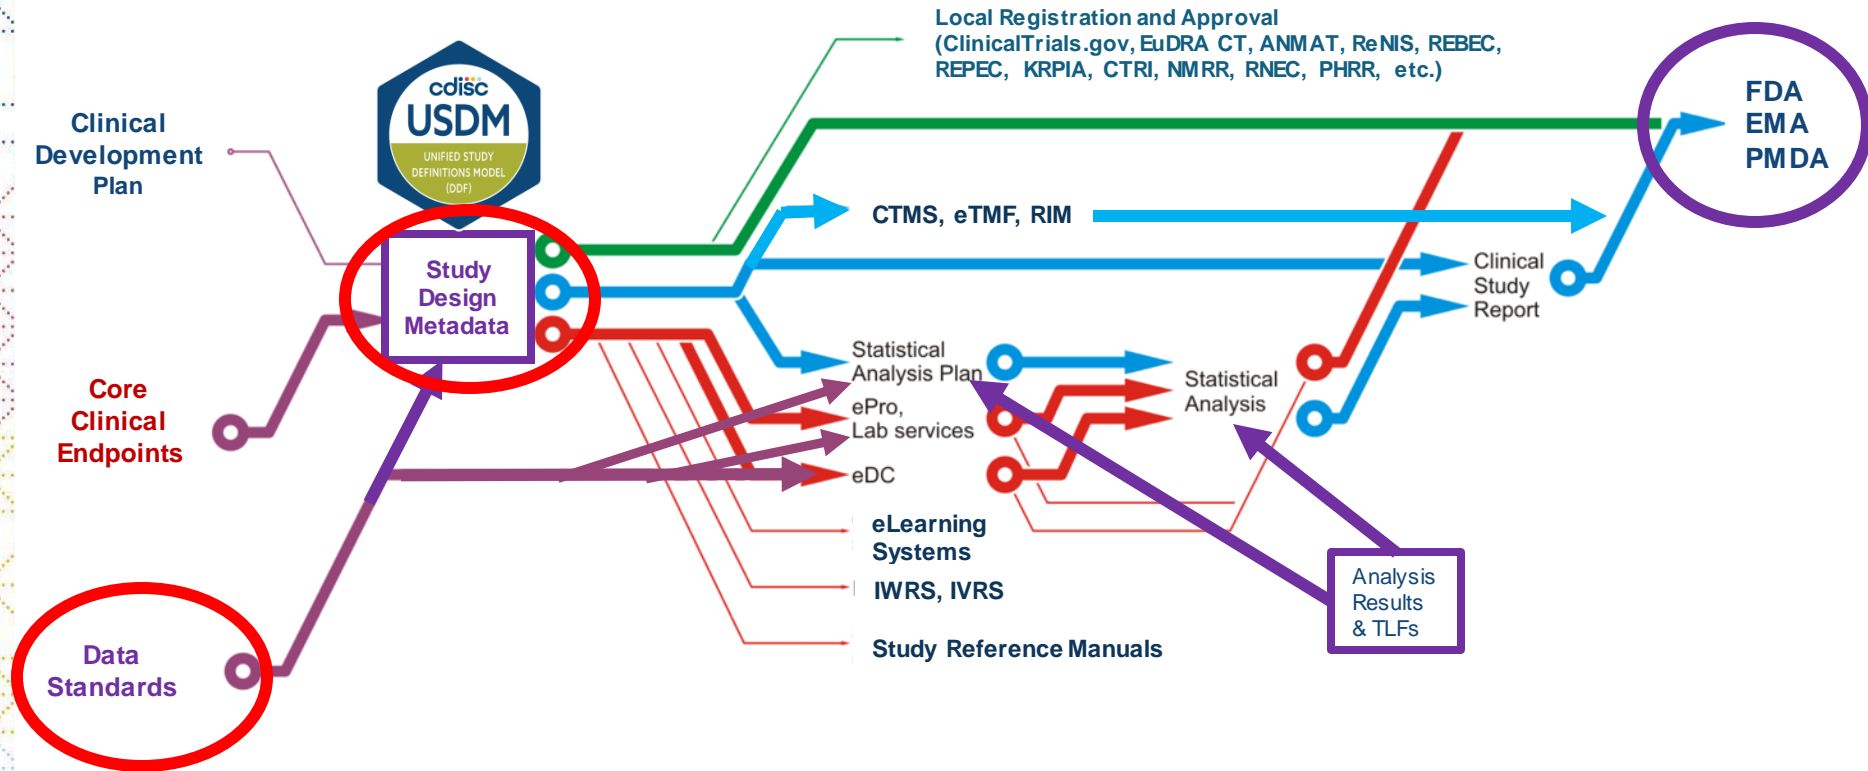 Local Registration and Approval
(ClinicalTrials.gov, EuDRA CT, ANMAT, ReNIS, REBEC,
REPEC, KRPIA, CTRI, NMRR, RNEC, PHRR, etc.)
FDA
EMA
PMDA
Clinical
Development
Plan
cdisc
USDM
UNIFIED STUDY
DEFINITIONS MODEL
(DDF)
CTMS, eTMF, RIM
Study
Design
Metadata
Clinical
Study
Report
Statistical
Analysis Plan
Statistical
Analysis
Core
Clinical
Endpoints
ePro,
Lab services
eDC
eLearning
Systems
IWRS, IVRS
Study Reference Manuals
Analysis
Results
& TLFs
Data
Standards